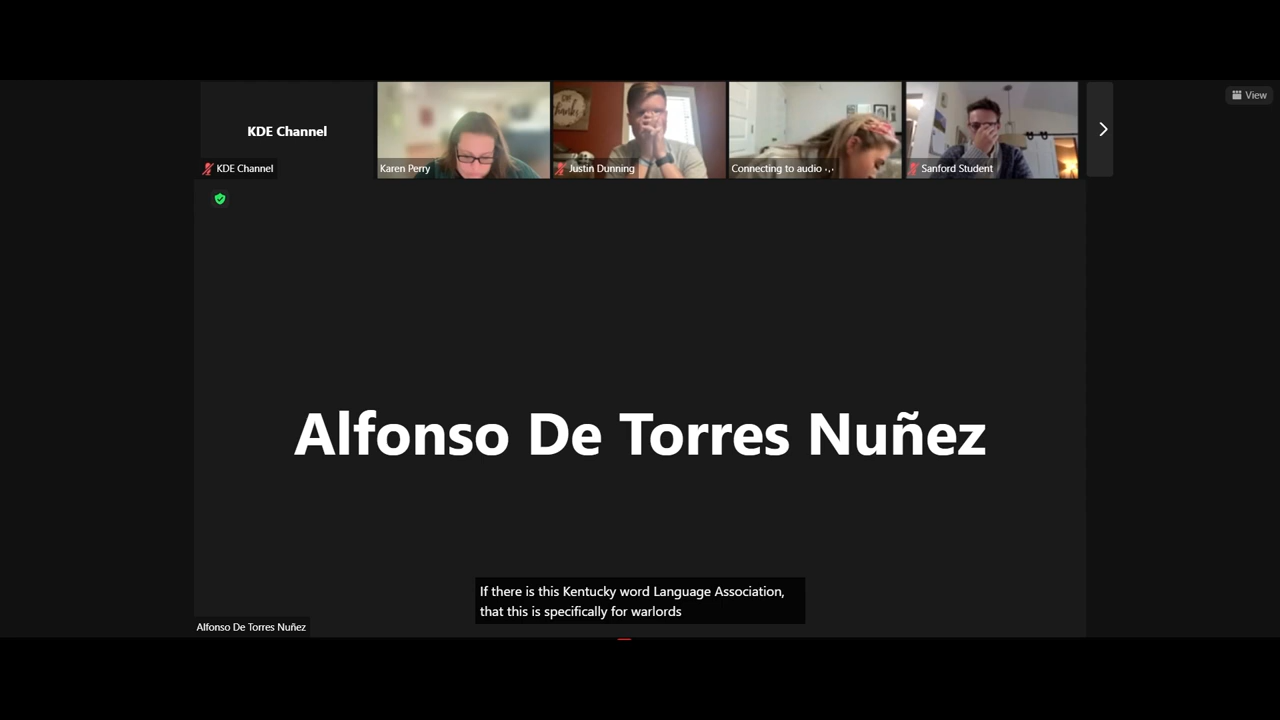 View
KDE Channel
KDE Channel
Karen Perry
Justin Dunning
Connecting to audio
Sanford Student
Alfonso De Torres Nuñez
If there is this Kentucky word Language Association,
that this is specifically for warlords
Alfonso De Torres Nuñez